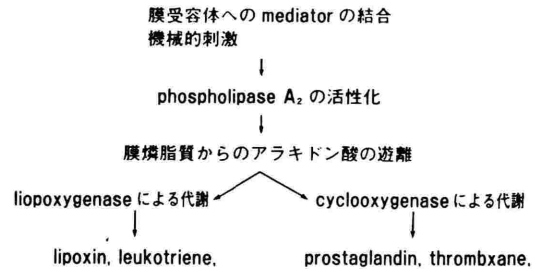 膜受容体への mediator の結合
機械的刺激
phospholipase A₂ の活性化
膜燐脂質からのアラキドン酸の遊離
liopoxygenase による代謝
cyclooxygenase による代謝
lipoxin, leukotriene,
prostaglandin, thrombxane,